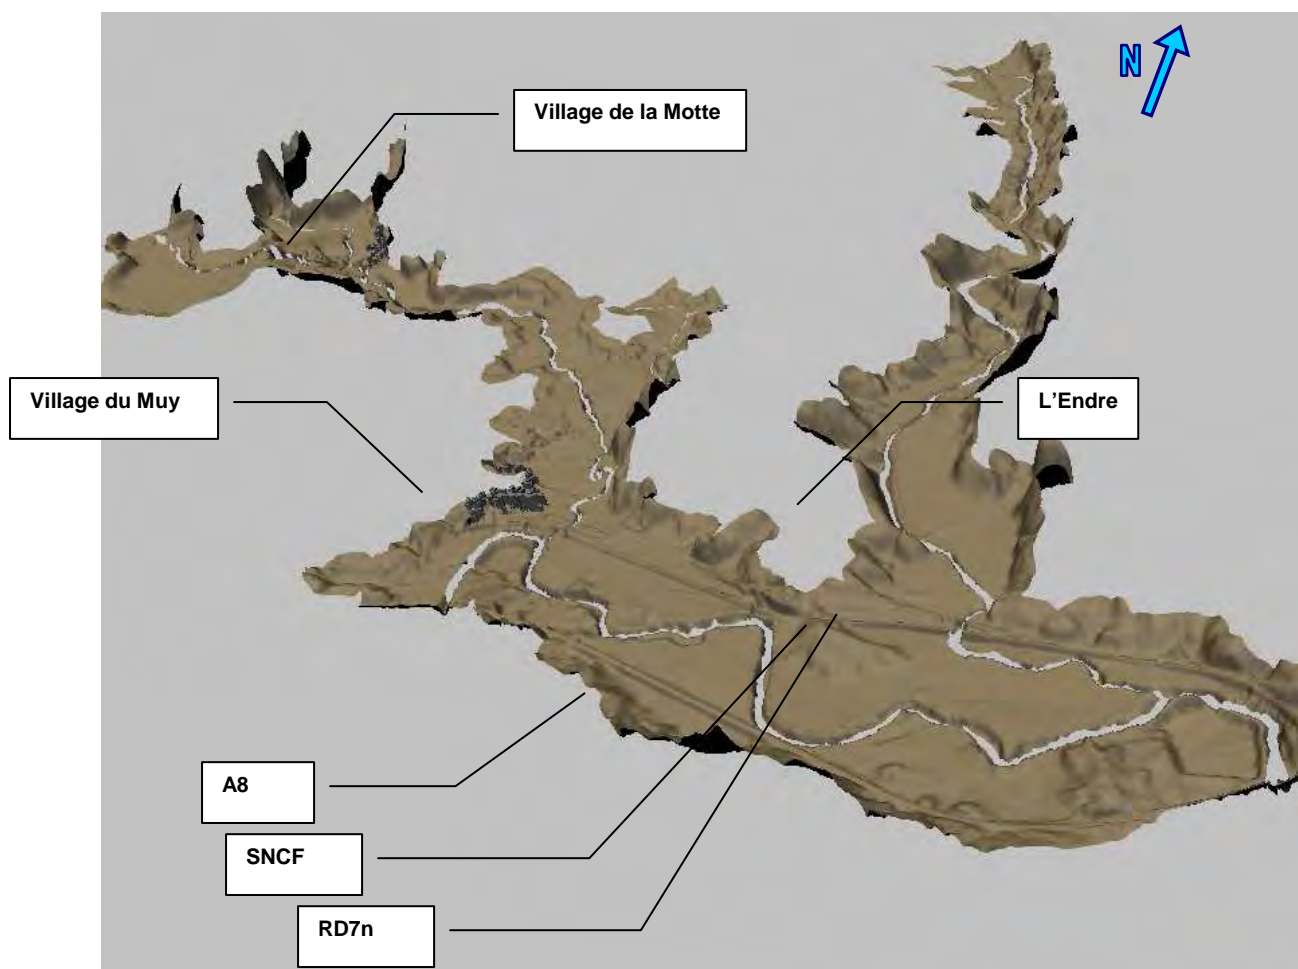 N
Village de la Motte
Village du Muy
L'Endre
A8
SNCF
RD7n